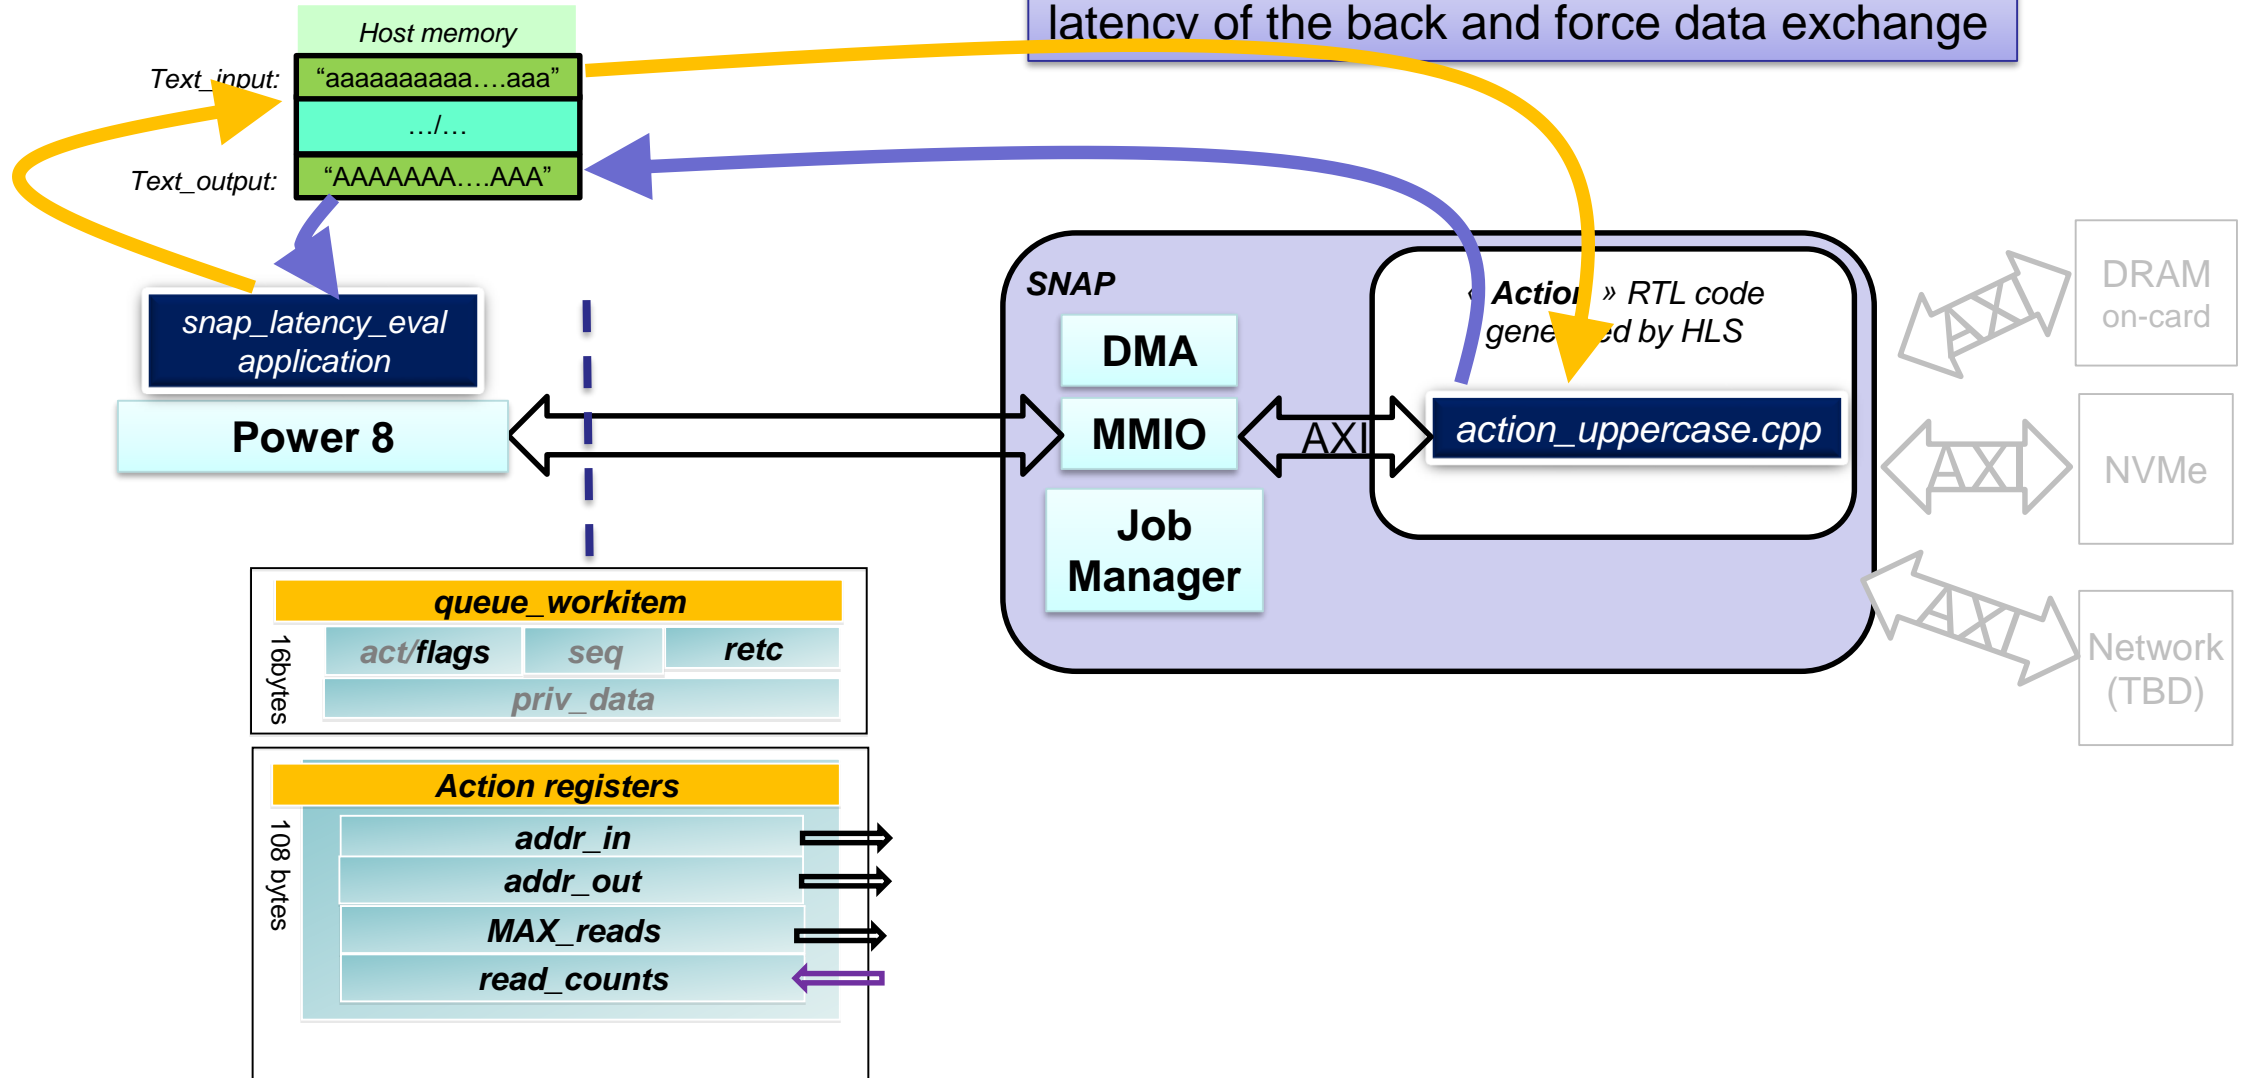 latency of the back and force data exchange
Host memory
Text_input:
“aaaaaaaaaa….aaa”
…/…
Text_output:
“AAAAAAA….AAA”
snap_latency_eval
application
Power 8
SNAP
DMA
MMIO
Job
Manager
AXI
« Action » RTL code
generated by HLS
action_uppercase.cpp
AXI
DRAM
on-card
AXI
NVMe
AXI
Network
(TBD)
queue_workitem
16bytes
act/flags
seq
retc
priv_data
Action registers
108 bytes
addr_in
addr_out
MAX_reads
read_counts